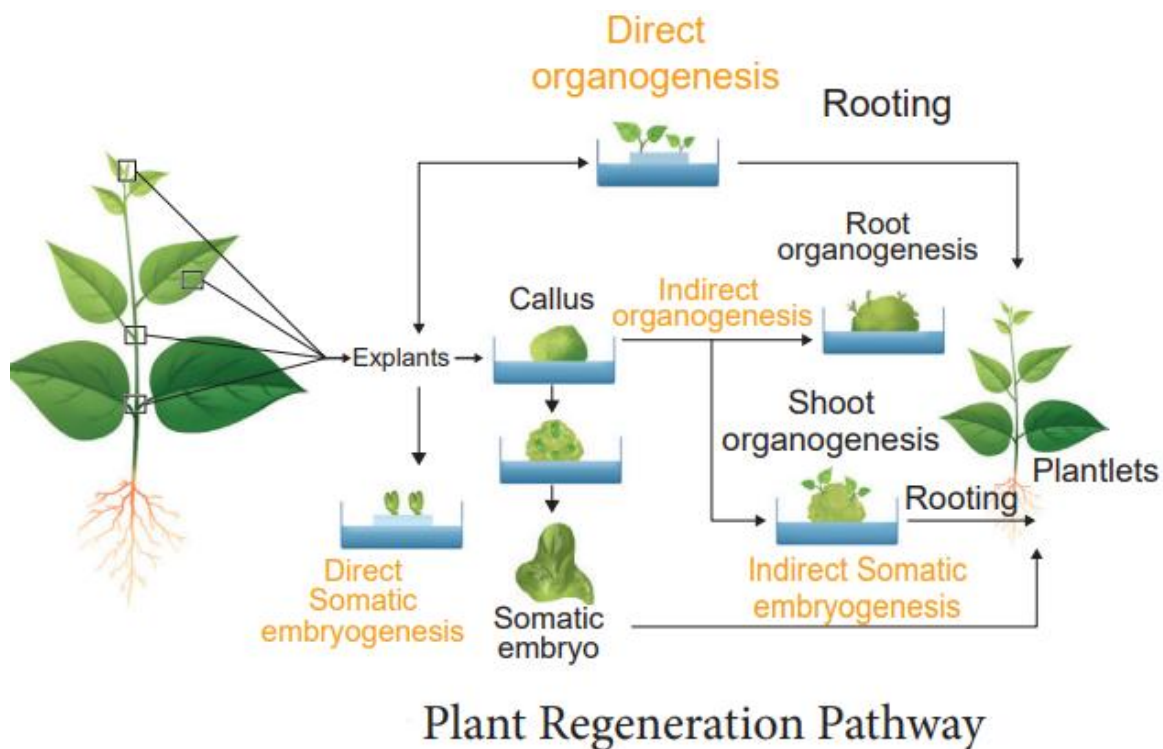 Direct
organogenesis
Rooting
Root
organogenesis
Callus
Indirect
organogenesis
Explants
Shoot
organogenesis
Plantlets
Rooting
Direct
Somatic
embryogenesis
Somatic
embryo
Indirect Somatic
embryogenesis
Plant Regeneration Pathway